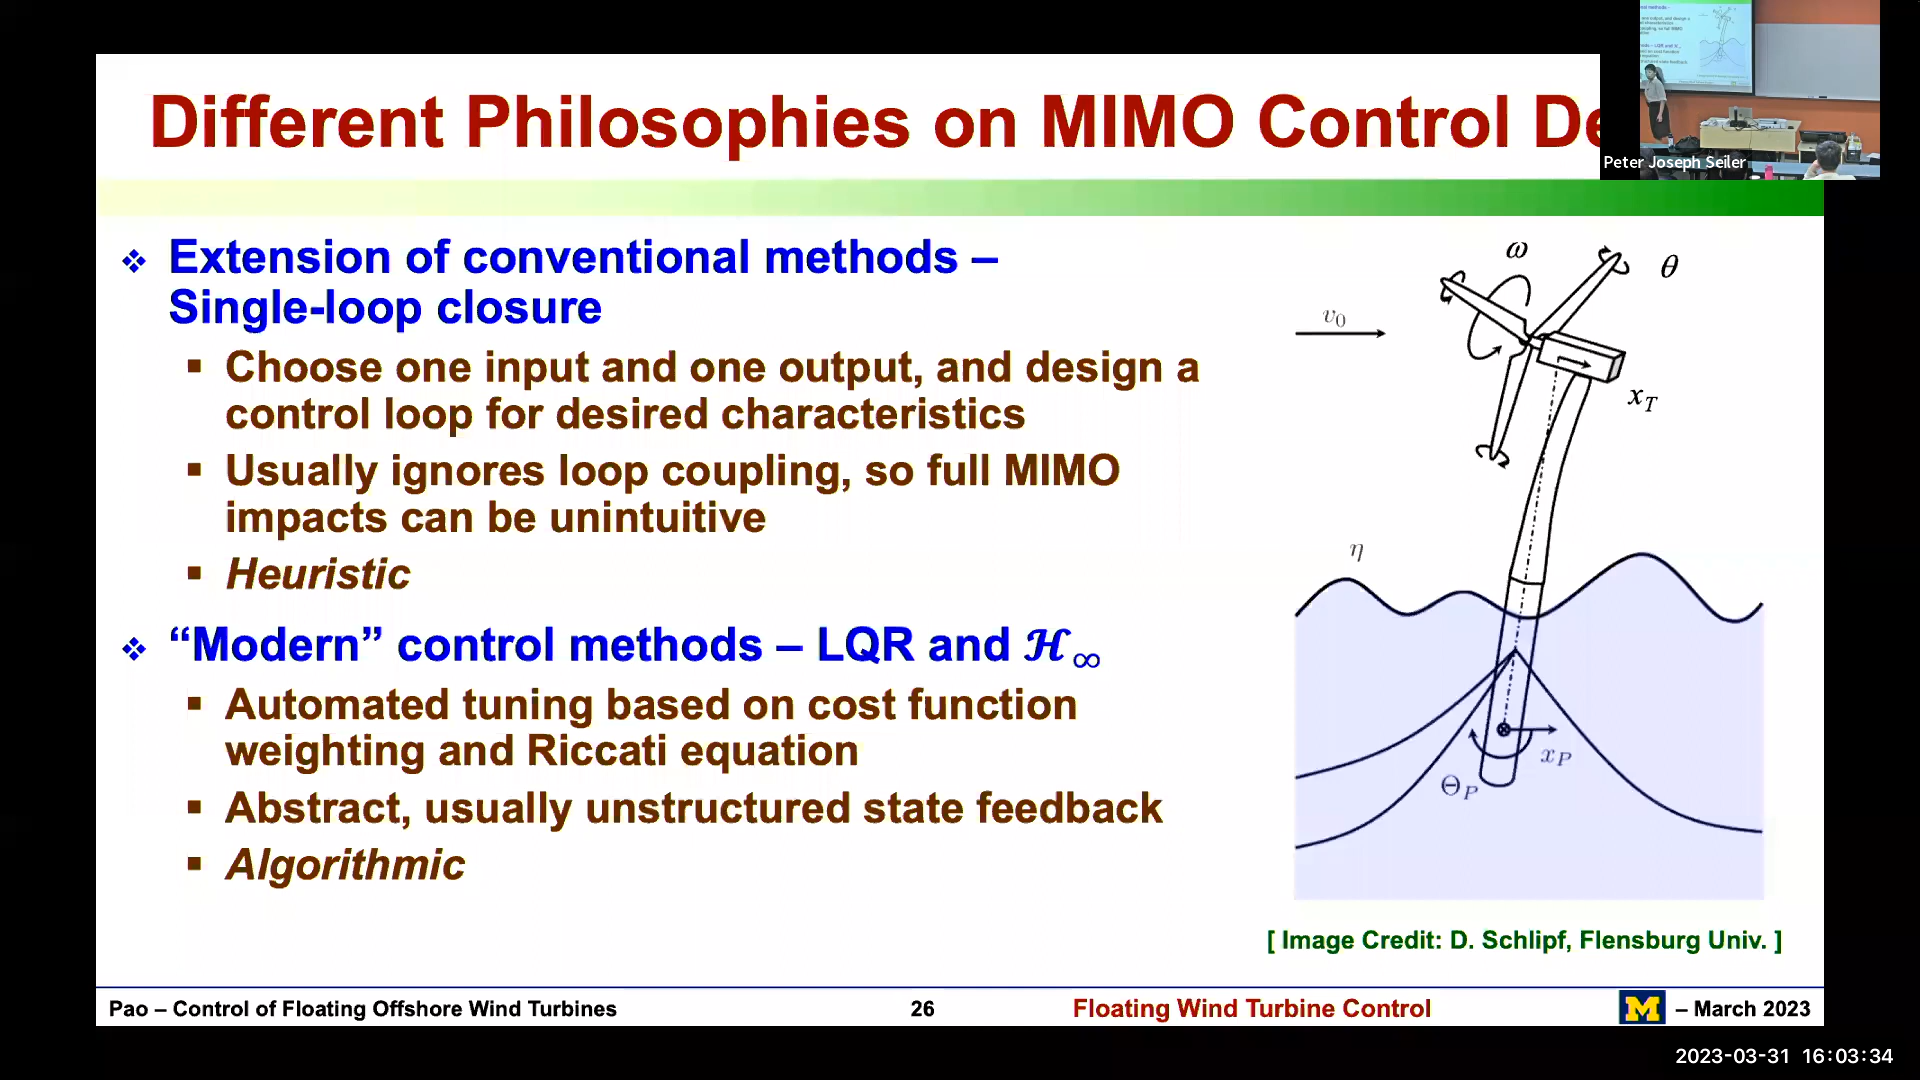 Different Philosophies on MIMO Control De
Peter Joseph Seiler
❖ Extension of conventional methods –
Single-loop closure
▪ Choose one input and one output, and design a
control loop for desired characteristics
▪ Usually ignores loop coupling, so full MIMO
impacts can be unintuitive
▪ Heuristic
❖ “Modern” control methods – LQR and ℋ∞
▪ Automated tuning based on cost function
weighting and Riccati equation
▪ Abstract, usually unstructured state feedback
▪ Algorithmic
ω
θ
v₀
x_T
η
x_P
Θ_P
[ Image Credit: D. Schlipf, Flensburg Univ. ]
Pao – Control of Floating Offshore Wind Turbines
26
Floating Wind Turbine Control
M – March 2023
2023-03-31 16:03:34